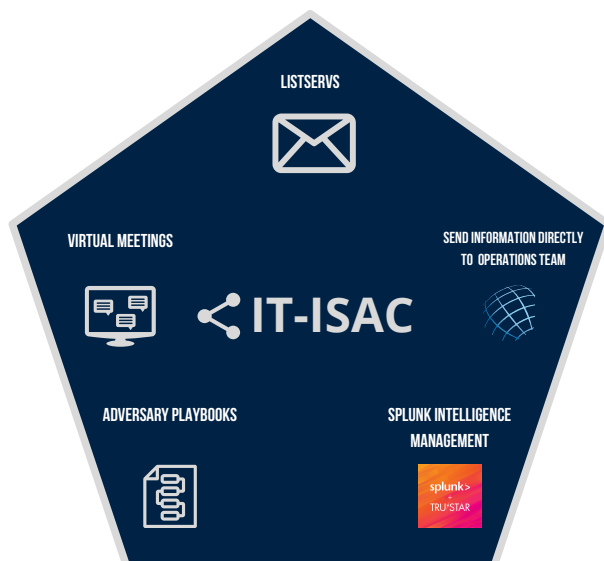 LISTSERVS
VIRTUAL MEETINGS
SEND INFORMATION DIRECTLY
TO OPERATIONS TEAM
IT-ISAC
ADVERSARY PLAYBOOKS
SPLUNK INTELLIGENCE
MANAGEMENT
splunk>
+
TRU*STAR